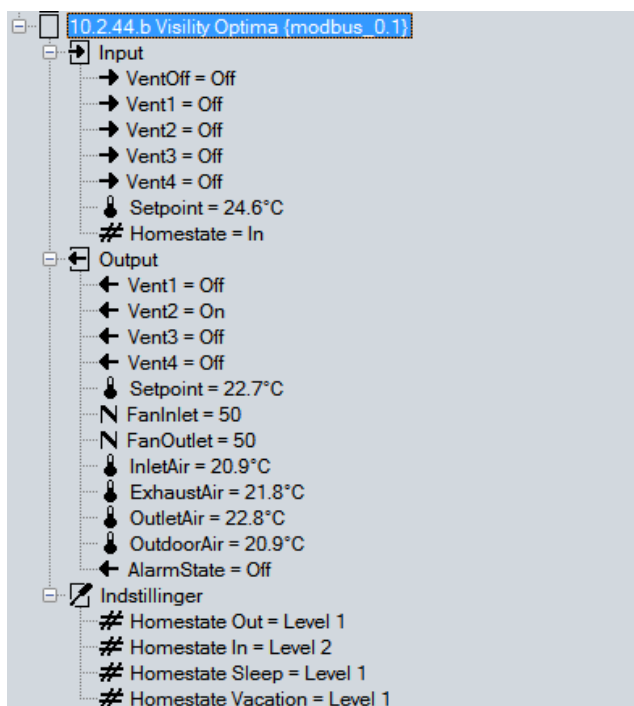 10.2.44.b Visility Optima {modbus_0.1}
Input
VentOff = Off
Vent1 = Off
Vent2 = Off
Vent3 = Off
Vent4 = Off
Setpoint = 24.6°C
Homestate = In
Output
Vent1 = Off
Vent2 = On
Vent3 = Off
Vent4 = Off
Setpoint = 22.7°C
FanInlet = 50
FanOutlet = 50
InletAir = 20.9°C
ExhaustAir = 21.8°C
OutletAir = 22.8°C
OutdoorAir = 20.9°C
AlarmState = Off
Indstillinger
Homestate Out = Level 1
Homestate In = Level 2
Homestate Sleep = Level 1
Homestate Vacation = Level 1